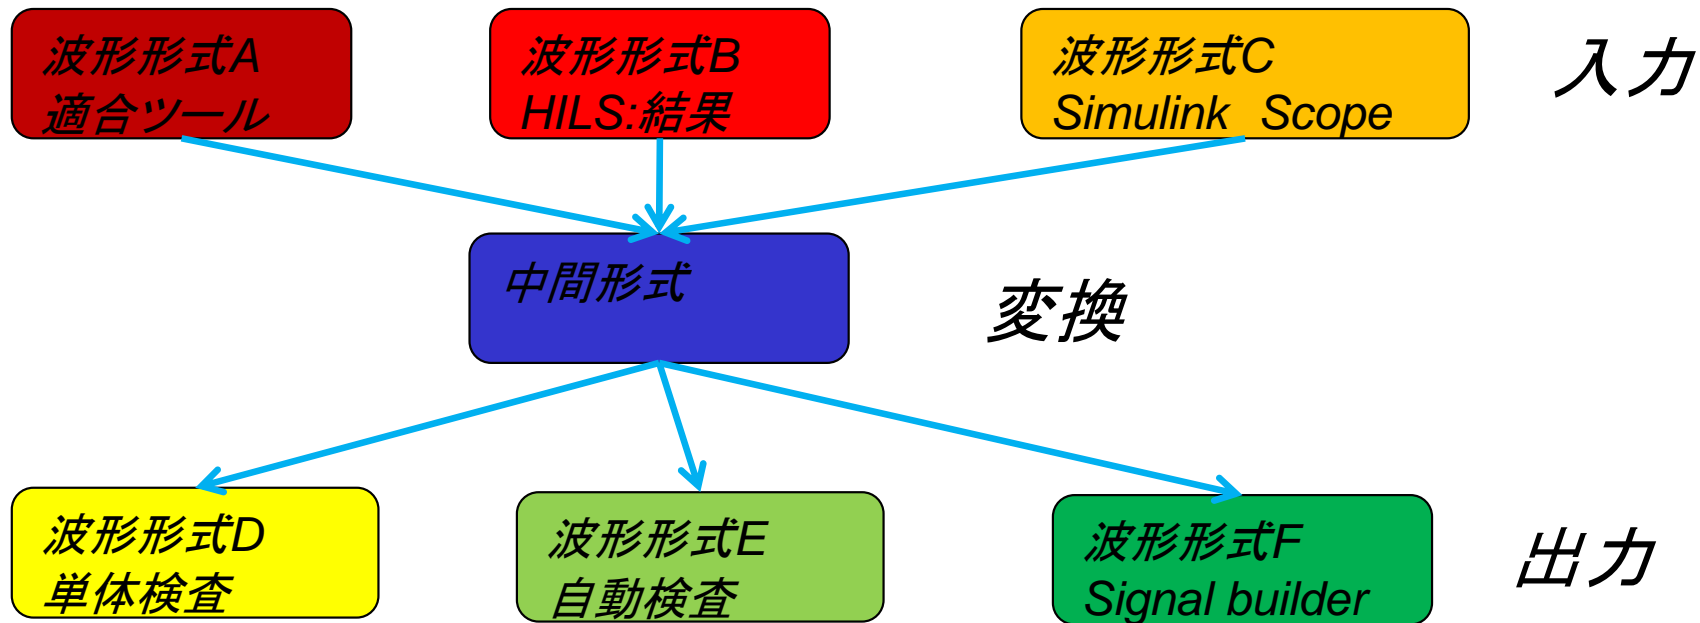 波形形式A
適合ツール
波形形式B
HILS:結果
波形形式C
Simulink Scope
入力
中間形式
変換
波形形式D
単体検査
波形形式E
自動検査
波形形式F
Signal builder
出力